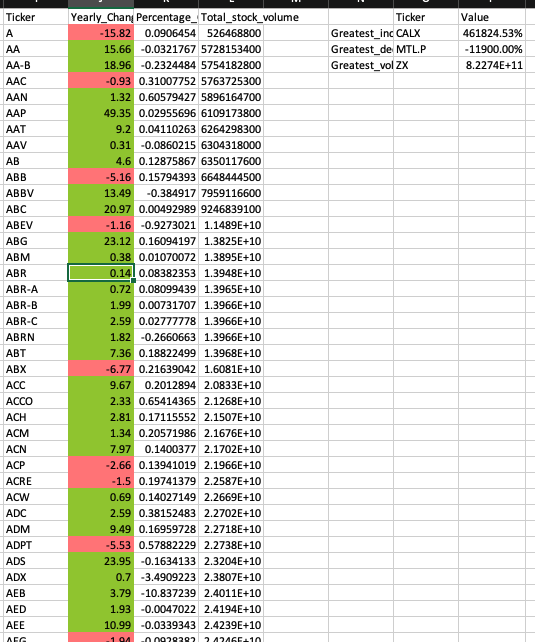 Ticker Yearly_Chan Percentage_ Total_stock_volume Ticker Value
A -15.82 0.0906454 526468800 Greatest_inc CALX 461824.53%
AA 15.66 -0.0321767 5728153400 Greatest_de MTL.P -11900.00%
AA-B 18.96 -0.2324484 5754182800 Greatest_vol ZX 8.2274E+11
AAC -0.93 0.31007752 5763725300
AAN 1.32 0.60579427 5896164700
AAP 49.35 0.02955696 6109173800
AAT 9.2 0.04110263 6264298300
AAV 0.31 -0.0860215 6304318000
AB 4.6 0.12875867 6350117600
ABB -5.16 0.15794393 6648444500
ABBV 13.49 -0.384917 7959116600
ABC 20.97 0.00492989 9246839100
ABEV -1.16 -0.9273021 1.1489E+10
ABG 23.12 0.16094197 1.3825E+10
ABM 0.38 0.01070072 1.3895E+10
ABR 0.14 0.08382353 1.3948E+10
ABR-A 0.72 0.08099439 1.3965E+10
ABR-B 1.99 0.00731707 1.3966E+10
ABR-C 2.59 0.02777778 1.3966E+10
ABRN 1.82 -0.2660663 1.3966E+10
ABT 7.36 0.18822499 1.3968E+10
ABX -6.77 0.21639042 1.6081E+10
ACC 9.67 0.2012894 2.0833E+10
ACCO 2.33 0.65414365 2.1268E+10
ACH 2.81 0.17115552 2.1507E+10
ACM 1.34 0.20571986 2.1676E+10
ACN 7.97 0.1400377 2.1702E+10
ACP -2.66 0.13941019 2.1966E+10
ACRE -1.5 0.19741379 2.2587E+10
ACW 0.69 0.14027149 2.2669E+10
ADC 2.59 0.38152483 2.2702E+10
ADM 9.49 0.16959728 2.2718E+10
ADPT -5.53 0.57882229 2.2738E+10
ADS 23.95 -0.1634133 2.3204E+10
ADX 0.7 -3.4909223 2.3807E+10
AEB 3.79 -10.837239 2.4011E+10
AED 1.93 -0.0047022 2.4194E+10
AEE 10.99 -0.0339343 2.4239E+10
AEG -1.94 -0.0928382 2.4246E+10